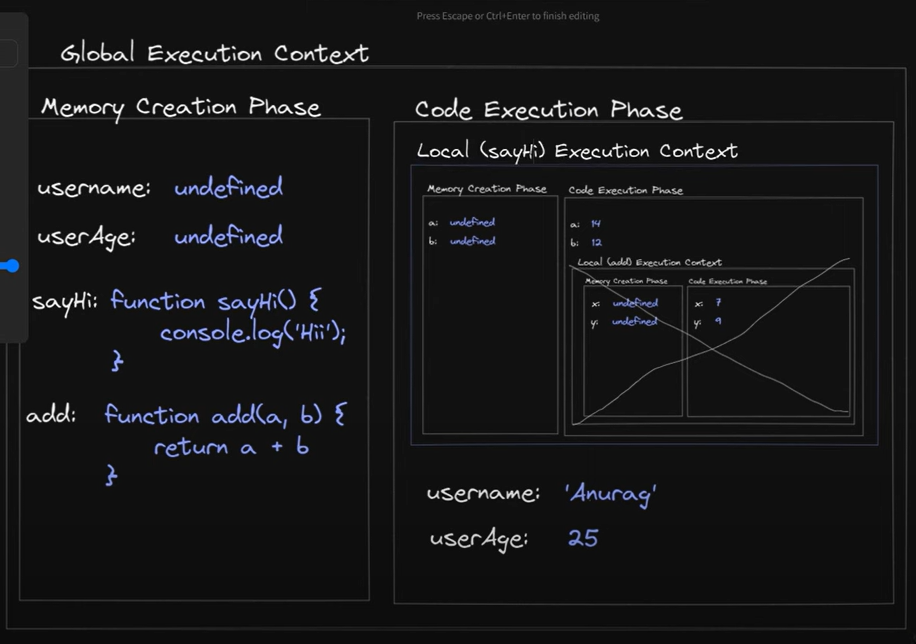 Press Escape or Ctrl+Enter to finish editing
Global Execution Context
Memory Creation Phase
username: undefined
userAge: undefined
sayHi: function sayHi() {
console.log('Hii');
}
add: function add(a, b) {
return a + b
}
Code Execution Phase
Local (sayHi) Execution Context
Memory Creation Phase
a: undefined
b: undefined
Code Execution Phase
a: 14
b: 12
Local (add) Execution Context
Memory Creation Phase
x: undefined
y: undefined
Code Execution Phase
x: 7
y: 9
username: 'Anurag'
userAge: 25